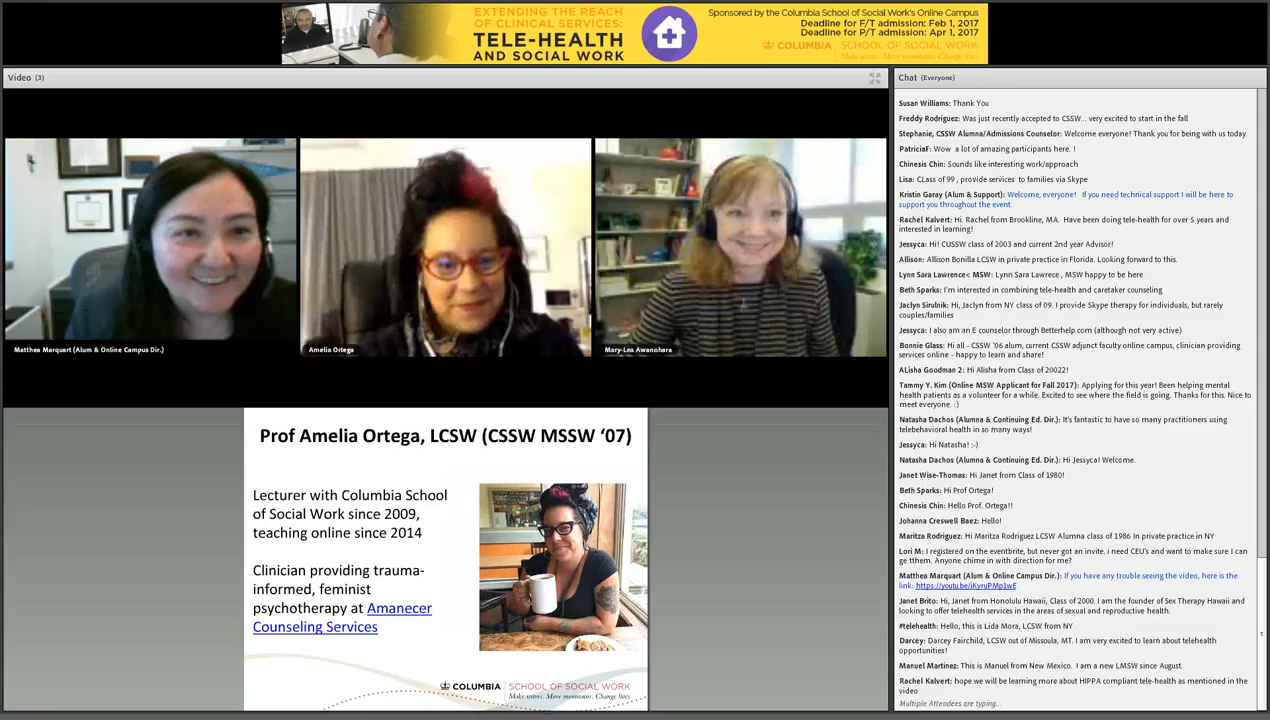 EXTENDING THE REACH
OF CLINICAL SERVICES:
TELE-HEALTH
AND SOCIAL WORK
Sponsored by the Columbia School of Social Work's Online Campus
Deadline for F/T admission: Feb 1, 2017
Deadline for P/T admission: Apr 1, 2017
COLUMBIA SCHOOL OF SOCIAL WORK
Make waves. Move mountains. Change lives.
Video (3)
Matthea Marquart (Alum & Online Campus Dir.)
Amelia Ortega
Mary-Lea Awanohara
Prof Amelia Ortega, LCSW (CSSW MSSW '07)
Lecturer with Columbia School
of Social Work since 2009,
teaching online since 2014
Clinician providing trauma-
informed, feminist
psychotherapy at Amanecer
Counseling Services
COLUMBIA SCHOOL OF SOCIAL WORK
Make waves. Move mountains. Change lives.
Chat (Everyone)
Susan Williams: Thank You
Freddy Rodriguez: Was just recently accepted to CSSW... very excited to start in the fall
Stephanie, CSSW Alumna/Admissions Counselor: Welcome everyone! Thank you for being with us today.
PatriciaF: Wow a lot of amazing participants here. !
Chinesis Chin: Sounds like interesting work/approach
Lisa: CLass of 99 , provide services to families via Skype
Kristin Garay (Alum & Support): Welcome, everyone! If you need technical support I will be here to
support you throughout the event.
Rachel Kalvert: Hi. Rachel from Brookline, MA. Have been doing tele-health for over 5 years and
interested in learning!
Jessyca: Hi! CUSSW class of 2003 and current 2nd year Advisor!
Allison: Allison Bonilla LCSW in private practice in Florida. Looking forward to this.
Lynn Sara Lawrence< MSW: Lynn Sara Lawrece , MSW happy to be here
Beth Sparks: I'm interested in combining tele-health and caretaker counseling
Jaclyn Sirulnik: Hi, Jaclyn from NY class of 09. I provide Skype therapy for individuals, but rarely
couples/families
Jessyca: I also am an E counselor through Betterhelp.com (although not very active)
Bonnie Glass: Hi all - CSSW '06 alum, current CSSW adjunct faculty online campus, clinician providing
services online - happy to learn and share!
ALisha Goodman 2: Hi Alisha from Class of 20022!
Tammy Y. Kim (Online MSW Applicant for Fall 2017): Applying for this year! Been helping mental
health patients as a volunteer for a while. Excited to see where the field is going. Thanks for this. Nice to
meet everyone. :)
Natasha Dachos (Alumna & Continuing Ed. Dir.): It's fantastic to have so many practitioners using
telebehavioral health in so many ways!
Jessyca: Hi Natasha! :-)
Natasha Dachos (Alumna & Continuing Ed. Dir.): Hi Jessyca! Welcome.
Janet Wise-Thomas: Hi Janet from Class of 1980!
Beth Sparks: Hi Prof Ortega!
Chinesis Chin: Hello Prof. Ortega!!
Johanna Creswell Baez: Hello!
Maritza Rodriguez: Hi Maritza Rodriguez LCSW Alumna class of 1986 In private practice in NY
Lori M: I registered on the eventbrite, but never got an invite. i need CEU's and want to make sure I can
ge tthem. Anyone chime in with direction for me?
Matthea Marquart (Alum & Online Campus Dir.): If you have any trouble seeing the video, here is the
link: https://youtu.be/iKyruPMp1wE
Janet Brito: Hi, Janet from Honolulu Hawaii, Class of 2000. I am the founder of Sex Therapy Hawaii and
looking to offer telehealth services in the areas of sexual and reproductive health.
#telehealth: Hello, this is Lida Mora, LCSW from NY
Darcey: Darcey Fairchild, LCSW out of Missoula, MT. I am very excited to learn about telehealth
opportunities!
Manuel Martinez: This is Manuel from New Mexico. I am a new LMSW since August.
Rachel Kalvert: hope we will be learning more about HIPPA compliant tele-health as mentioned in the
video
Multiple Attendees are typing...